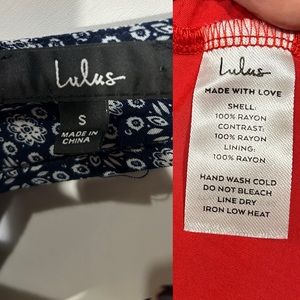 Lulus
S
MADE IN
CHINA
Lulus
MADE WITH LOVE
SHELL:
100% RAYON
CONTRAST:
100% RAYON
LINING:
100% RAYON
HAND WASH COLD
DO NOT BLEACH
LINE DRY
IRON LOW HEAT